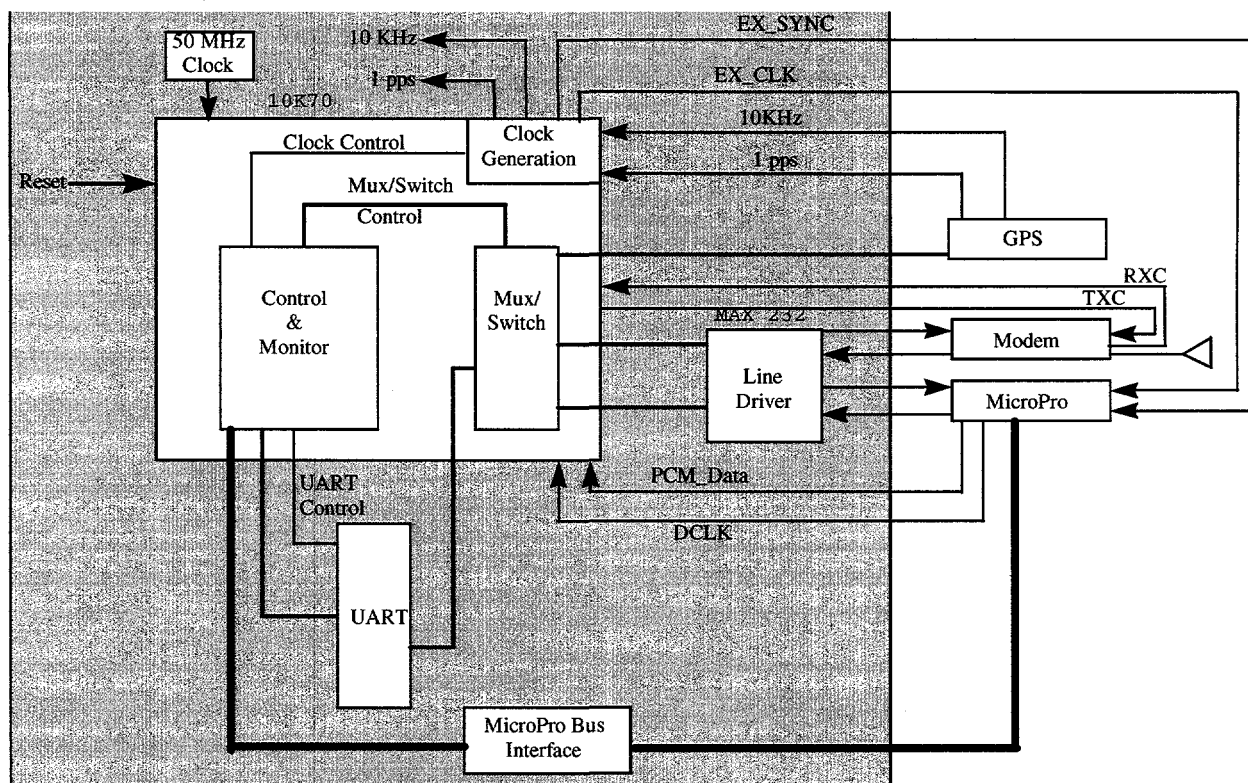 50 MHz
Clock
10 KHz
1 pps
EX_SYNC
EX_CLK
10K70
Clock
Generation
10KHz
1 pps
Clock Control
Reset
Mux/Switch
Control
GPS
Control
&
Monitor
Mux/
Switch
RXC
TXC
MAX 232
Modem
Line
Driver
MicroPro
UART
Control
PCM_Data
DCLK
UART
MicroPro Bus
Interface